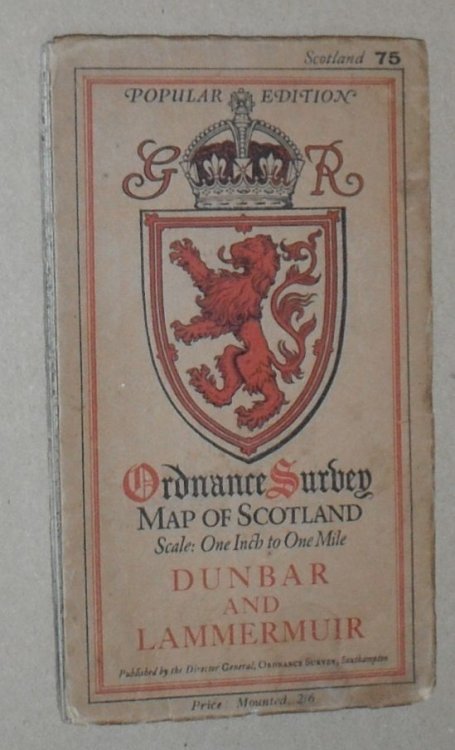 Scotland 75
POPULAR EDITION
G R
Ordnance Survey
MAP OF SCOTLAND
Scale: One Inch to One Mile
DUNBAR
AND
LAMMERMUIR
Published by the Director General, ORDNANCE SURVEY, Southampton
Price: Mounted, 2/6